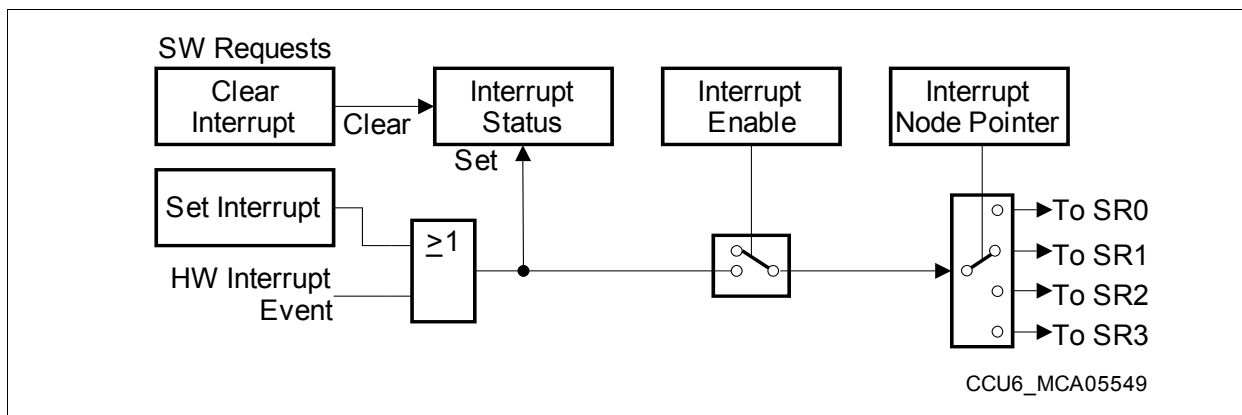 SW Requests
Clear
Interrupt
Clear
Interrupt
Status
Set
Interrupt
Enable
Interrupt
Node Pointer
Set Interrupt
≥1
HW Interrupt
Event
To SR0
To SR1
To SR2
To SR3
CCU6_MCA05549